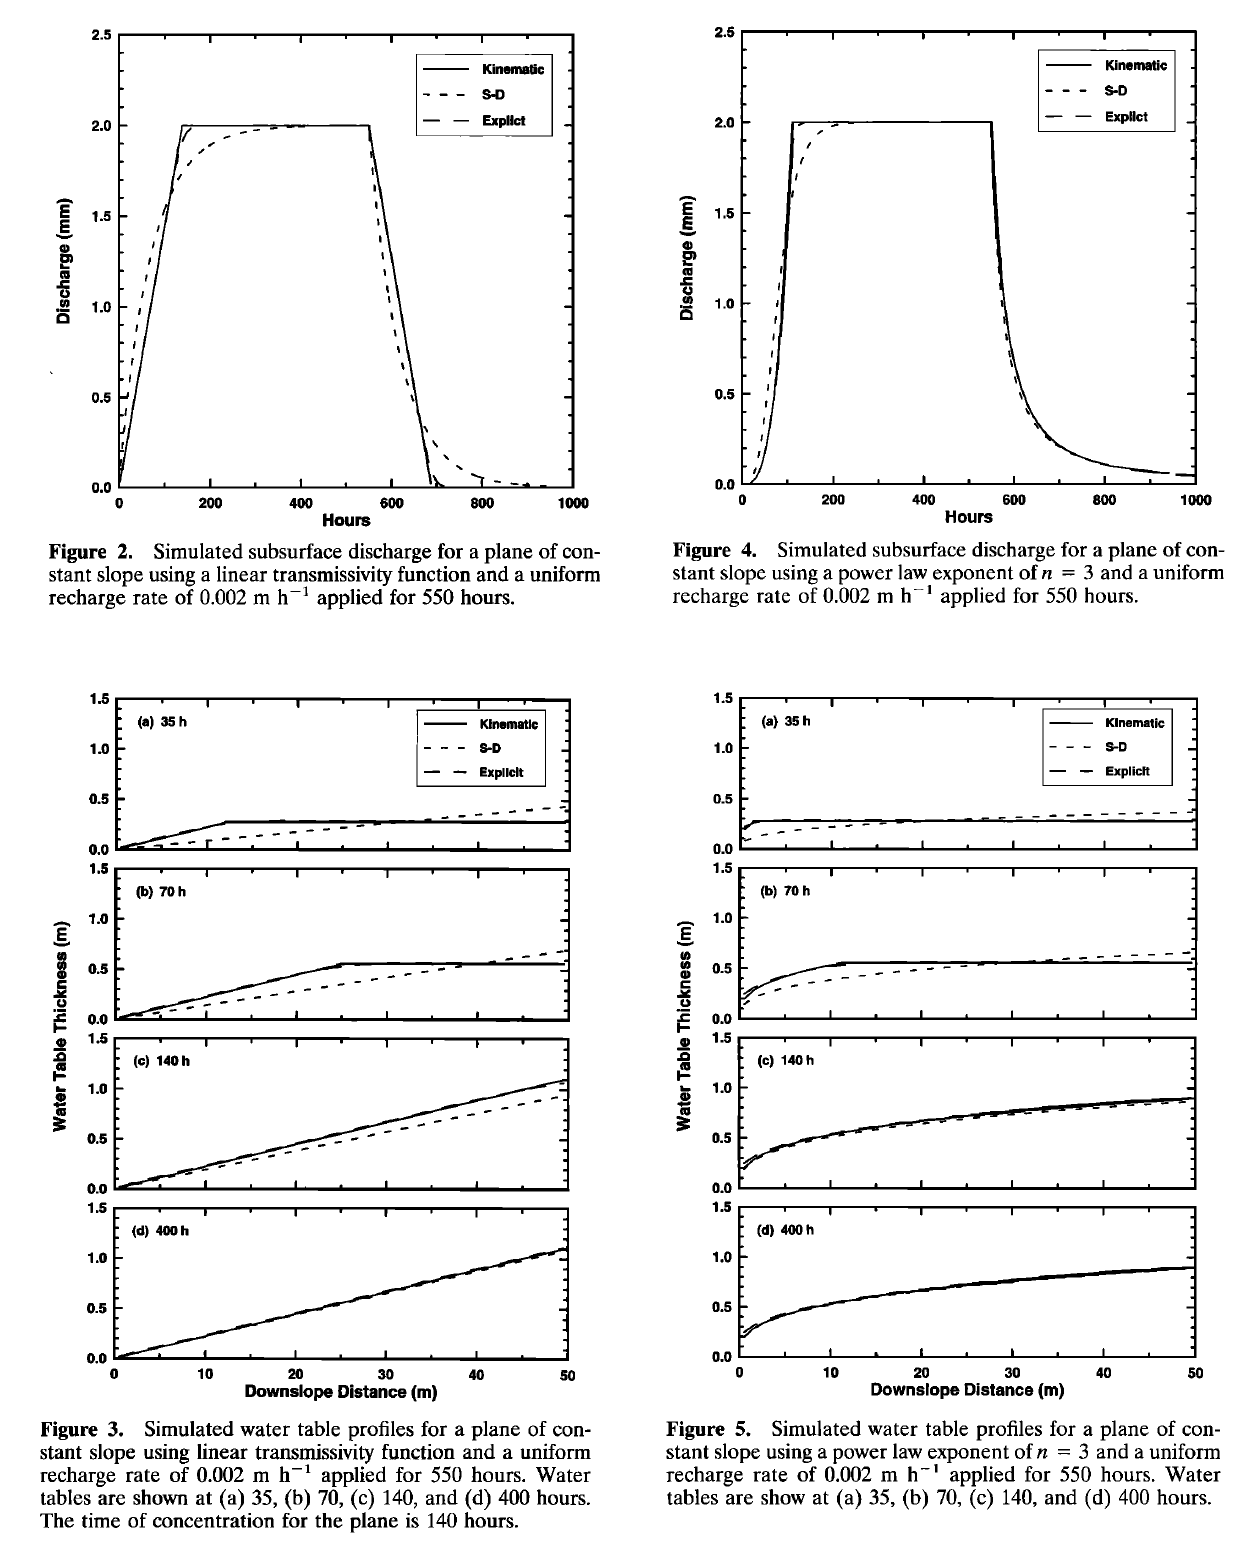 2.5
Kinematic
S-D
Explict
2.0
1.5
1.0
0.5
0.0
Discharge (mm)
0 200 400 600 800 1000
Hours
Figure 2. Simulated subsurface discharge for a plane of con-
stant slope using a linear transmissivity function and a uniform
recharge rate of 0.002 m h−1 applied for 550 hours.
2.5
Kinematic
S-D
Explict
2.0
1.5
1.0
0.5
0.0
Discharge (mm)
0 200 400 600 800 1000
Hours
Figure 4. Simulated subsurface discharge for a plane of con-
stant slope using a power law exponent of n = 3 and a uniform
recharge rate of 0.002 m h−1 applied for 550 hours.
1.5
(a) 35 h
Kinematic
S-D
Explicit
1.0
0.5
0.0
1.5
(b) 70 h
1.0
0.5
0.0
1.5
(c) 140 h
1.0
0.5
0.0
1.5
(d) 400 h
1.0
0.5
0.0
Water Table Thickness (m)
0 10 20 30 40 50
Downslope Distance (m)
Figure 3. Simulated water table profiles for a plane of con-
stant slope using linear transmissivity function and a uniform
recharge rate of 0.002 m h−1 applied for 550 hours. Water
tables are shown at (a) 35, (b) 70, (c) 140, and (d) 400 hours.
The time of concentration for the plane is 140 hours.
1.5
(a) 35 h
Kinematic
S-D
Explicit
1.0
0.5
0.0
1.5
(b) 70 h
1.0
0.5
0.0
1.5
(c) 140 h
1.0
0.5
0.0
1.5
(d) 400 h
1.0
0.5
0.0
Water Table Thickness (m)
0 10 20 30 40 50
Downslope Distance (m)
Figure 5. Simulated water table profiles for a plane of con-
stant slope using a power law exponent of n = 3 and a uniform
recharge rate of 0.002 m h−1 applied for 550 hours. Water
tables are show at (a) 35, (b) 70, (c) 140, and (d) 400 hours.